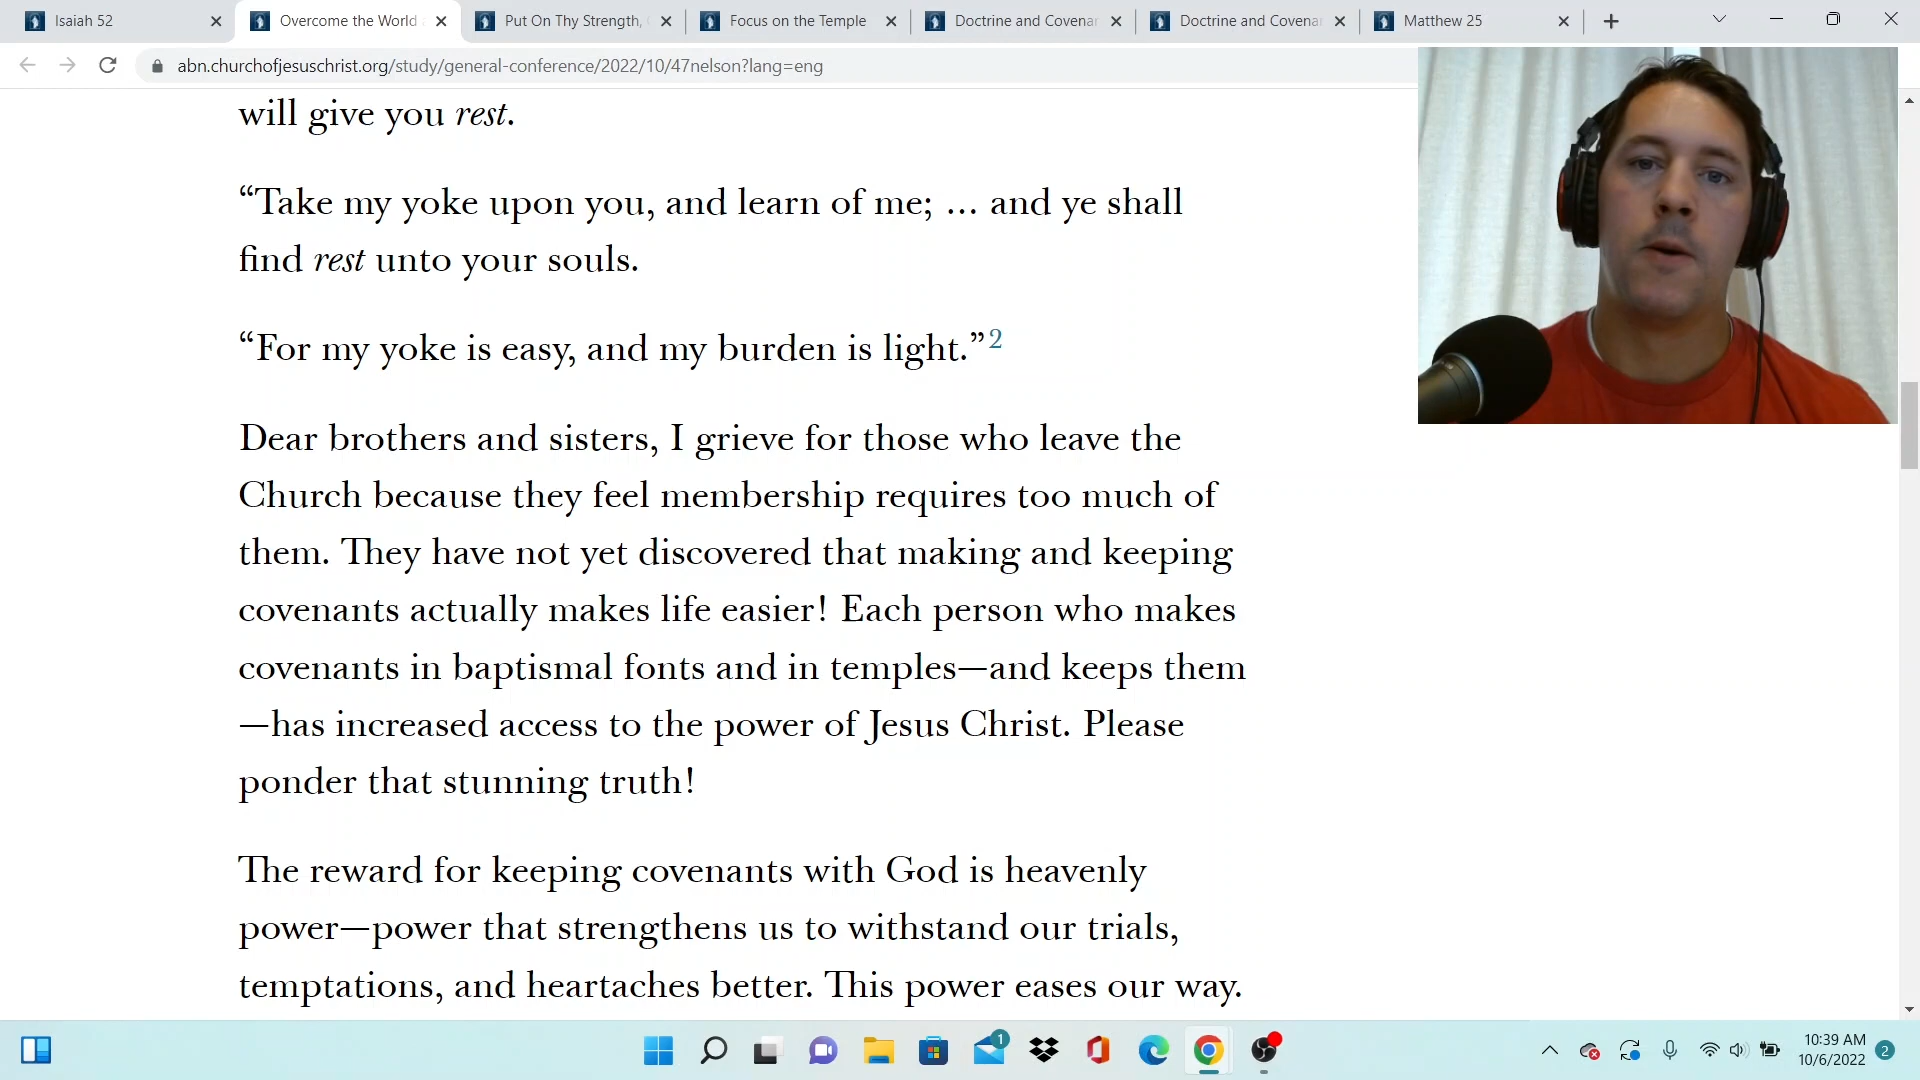 Isaiah 52
Overcome the World
Put On Thy Strength,
Focus on the Temple
Doctrine and Covenan
Doctrine and Covena
Matthew 25
abn.churchofjesuschrist.org/study/general-conference/2022/10/47nelson?lang=eng
will give you rest.
“Take my yoke upon you, and learn of me; … and ye shall
find rest unto your souls.
“For my yoke is easy, and my burden is light.”2
Dear brothers and sisters, I grieve for those who leave the
Church because they feel membership requires too much of
them. They have not yet discovered that making and keeping
covenants actually makes life easier! Each person who makes
covenants in baptismal fonts and in temples—and keeps them
—has increased access to the power of Jesus Christ. Please
ponder that stunning truth!
The reward for keeping covenants with God is heavenly
power—power that strengthens us to withstand our trials,
temptations, and heartaches better. This power eases our way.
1
10:39 AM
10/6/2022
2